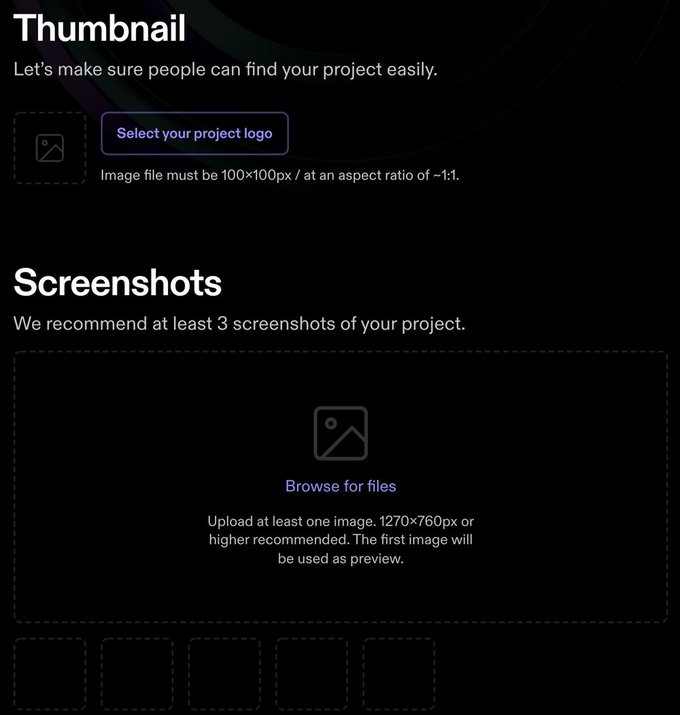 Thumbnail
Let’s make sure people can find your project easily.
Select your project logo
Image file must be 100×100px / at an aspect ratio of ~1:1.
Screenshots
We recommend at least 3 screenshots of your project.
Browse for files
Upload at least one image. 1270×760px or
higher recommended. The first image will
be used as preview.